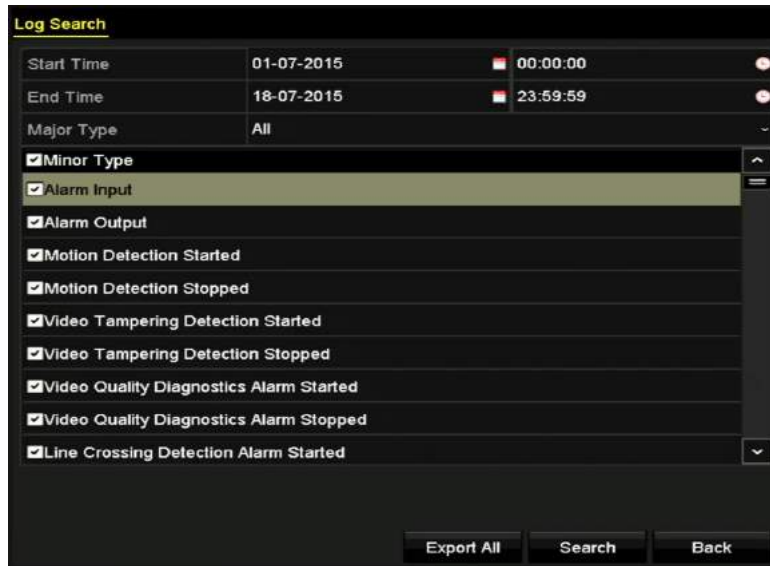 Log Search
Start Time 01-07-2015 00:00:00
End Time 18-07-2015 23:59:59
Major Type All
Minor Type
Alarm Input
Alarm Output
Motion Detection Started
Motion Detection Stopped
Video Tampering Detection Started
Video Tampering Detection Stopped
Video Quality Diagnostics Alarm Started
Video Quality Diagnostics Alarm Stopped
Line Crossing Detection Alarm Started
Export All Search Back